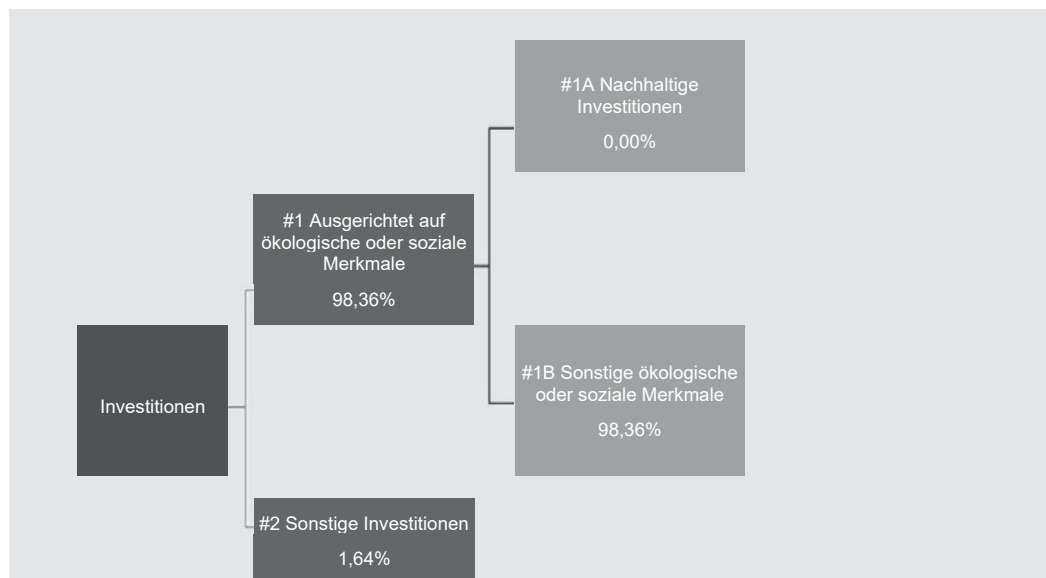 #1A Nachhaltige
Investitionen
0,00%
#1 Ausgerichtet auf
ökologische oder soziale
Merkmale
98,36%
#1B Sonstige ökologische
oder soziale Merkmale
98,36%
Investitionen
#2 Sonstige Investitionen
1,64%